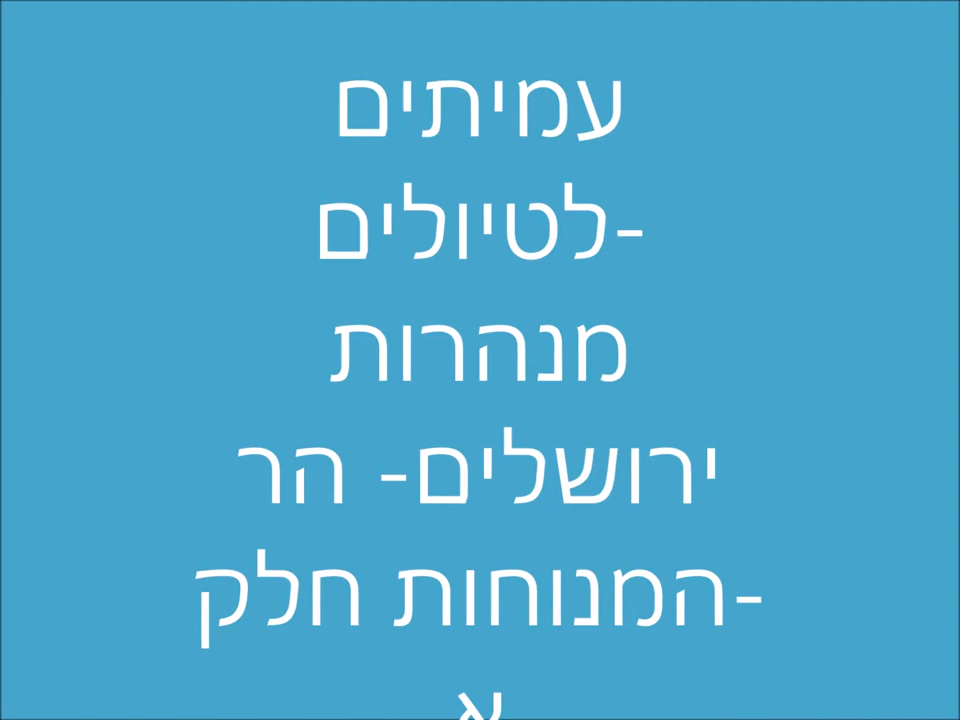 עמיתים
-לטיולים
מנהרות
ירושלים- הר
-המנוחות חלק
א